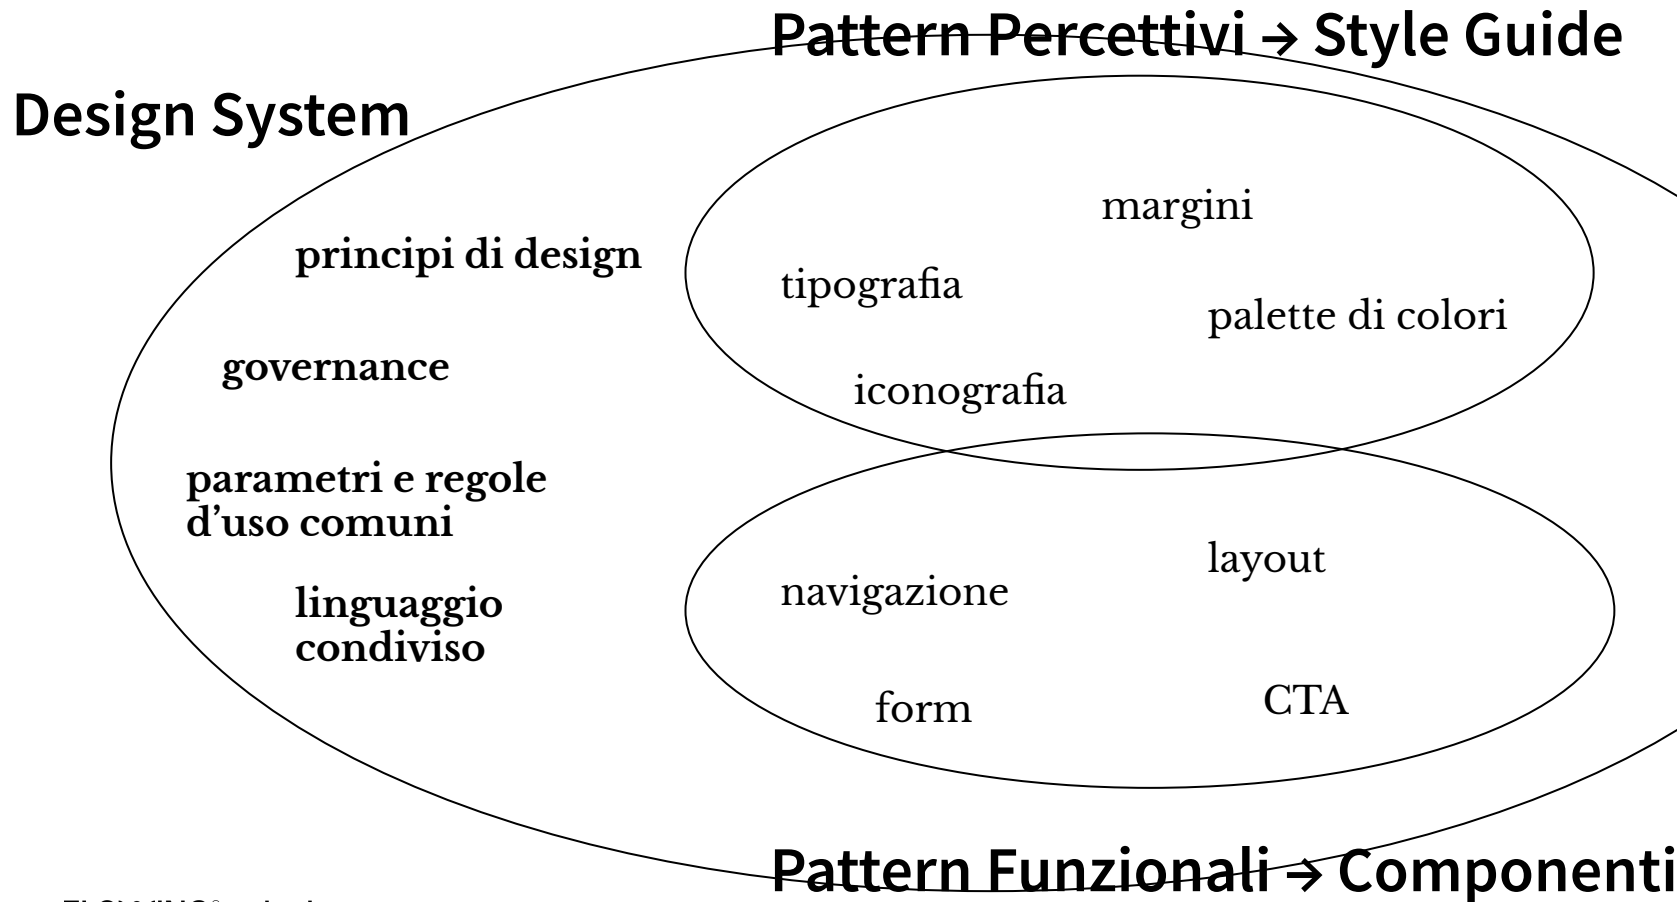 Pattern Percettivi → Style Guide
Design System
margini
principi di design
tipografia
palette di colori
governance
iconografia
parametri e regole
d’uso comuni
layout
navigazione
linguaggio
condiviso
form
CTA
Pattern Funzionali → Componenti